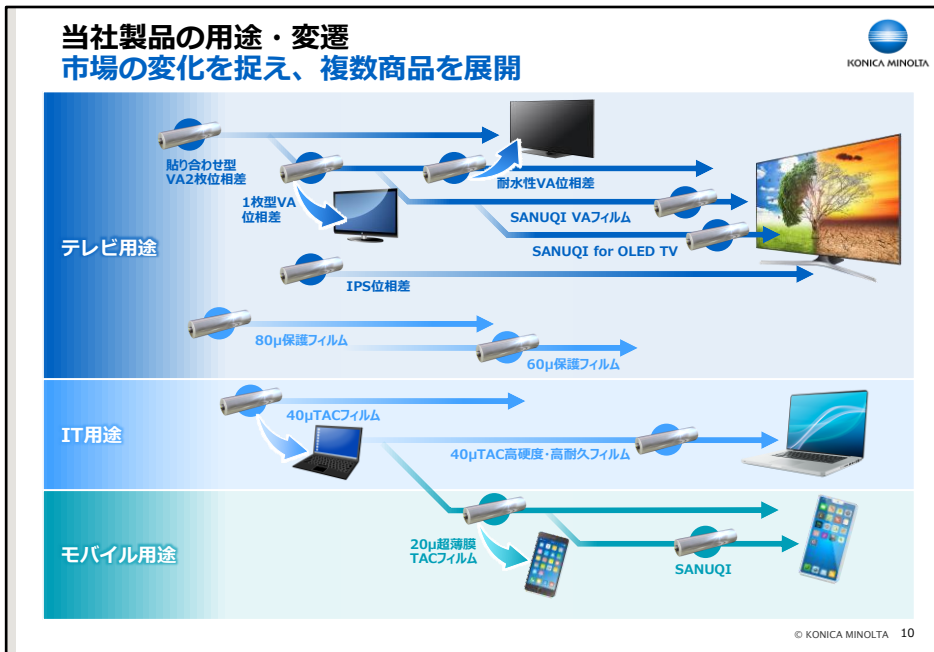 当社製品の用途・変遷
市場の変化を捉え、複数商品を展開
KONICA MINOLTA
テレビ用途
貼り合わせ型
VA2枚位相差
1枚型VA
位相差
耐水性VA位相差
SANUQI VAフィルム
SANUQI for OLED TV
IPS位相差
80μ保護フィルム
60μ保護フィルム
IT用途
40μTACフィルム
40μTAC高硬度・高耐久フィルム
モバイル用途
20μ超薄膜
TACフィルム
SANUQI
© KONICA MINOLTA 10